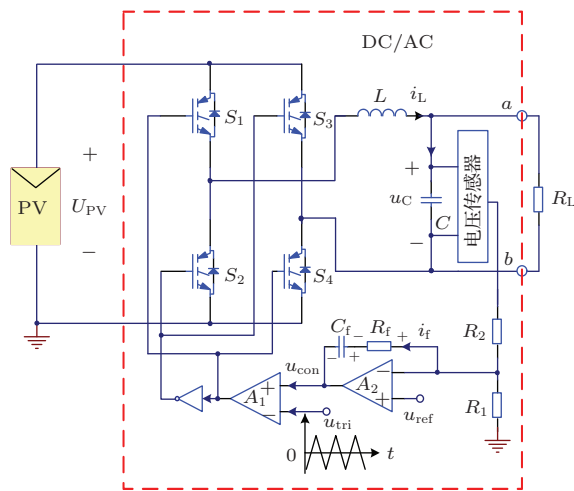 DC/AC
L
i_L
a
S_1
S_3
+
+
u_C
C
−
电压传感器
R_L
PV
U_PV
−
b
S_2
S_4
C_f
−
R_f
+
i_f
R_2
−
+
u_con
A_2
−
+
A_1
+
−
u_tri
u_ref
R_1
0
t